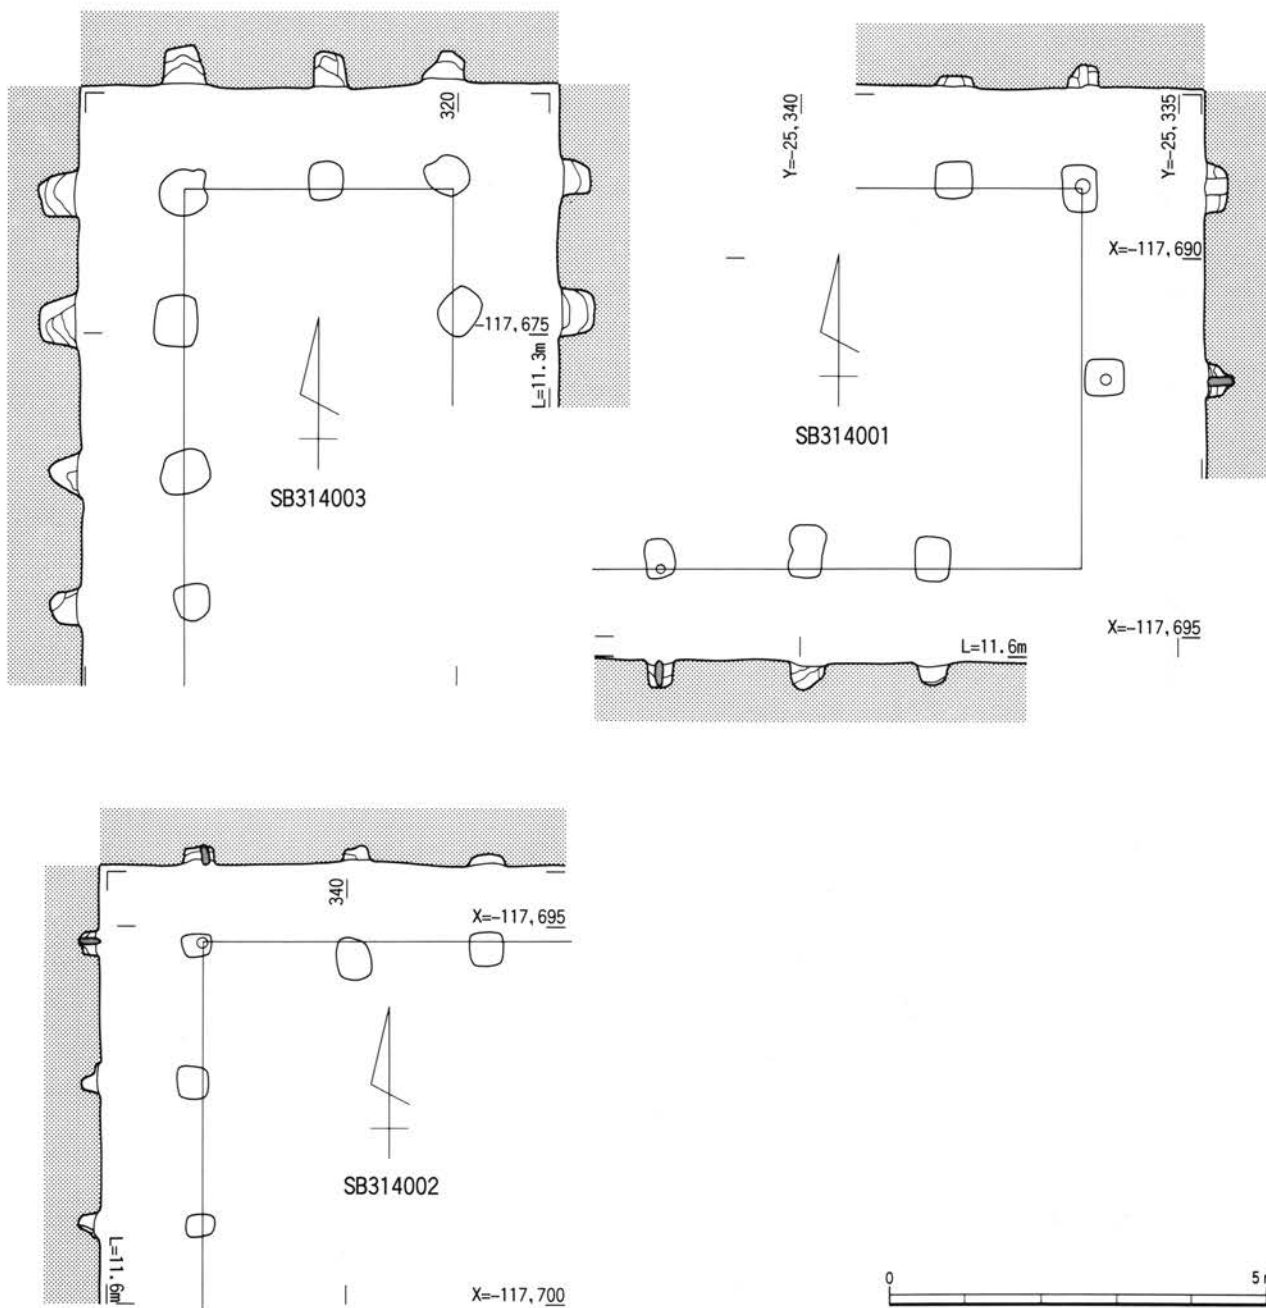 320
-117,675
L=11.3m
SB314003
Y=-25,340
Y=-25,335
X=-117,690
SB314001
X=-117,695
L=11.6m
340
X=-117,695
SB314002
L=11.6m
X=-117,700
0
5